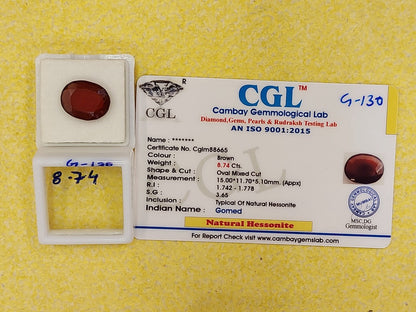 G-130
8.74
R
CGL
CGL™
Cambay Gemmological Lab
Diamond,Gems, Pearls & Rudraksh Testing Lab
AN ISO 9001:2015
G-130
Name : *******
Certificate No. Cglm88665
Colour : Brown
Weight : 8.74 Cts.
Shape & Cut : Oval Mixed Cut
Measurement : 15.00*11.70*5.10mm. (Appx)
R.I : 1.742 - 1.778
S.G : 3.65
Inclusion : Typical Of Natural Hessonite
Indian Name : Gomed
Natural Hessonite
For Report Verification Visit: www.cambaygemslab.com
CGL
MSC,DG
Gemmologist